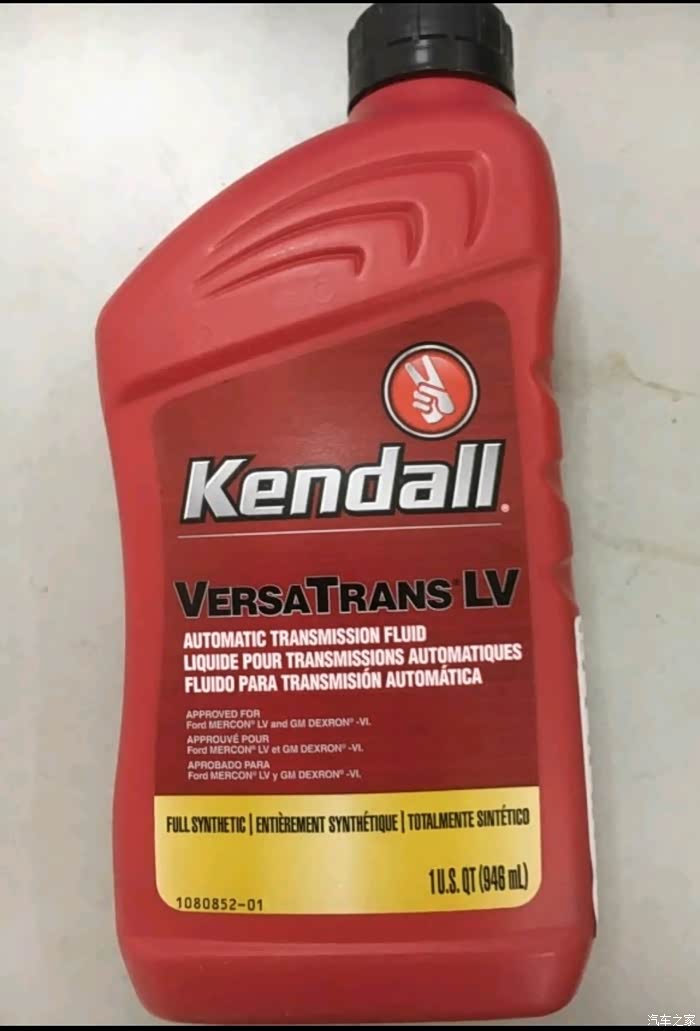 Kendall®
VERSATRANS® LV
AUTOMATIC TRANSMISSION FLUID
LIQUIDE POUR TRANSMISSIONS AUTOMATIQUES
FLUIDO PARA TRANSMISIÓN AUTOMÁTICA
APPROVED FOR
Ford MERCON® LV and GM DEXRON® -VI.
APPROUVÉ POUR
Ford MERCON® LV et GM DEXRON® -VI.
APROBADO PARA
Ford MERCON® LV y GM DEXRON® -VI.
FULL SYNTHETIC | ENTIÈREMENT SYNTHÉTIQUE | TOTALMENTE SINTÉTICO
1 U.S. QT (946 mL)
1080852-01
汽车之家